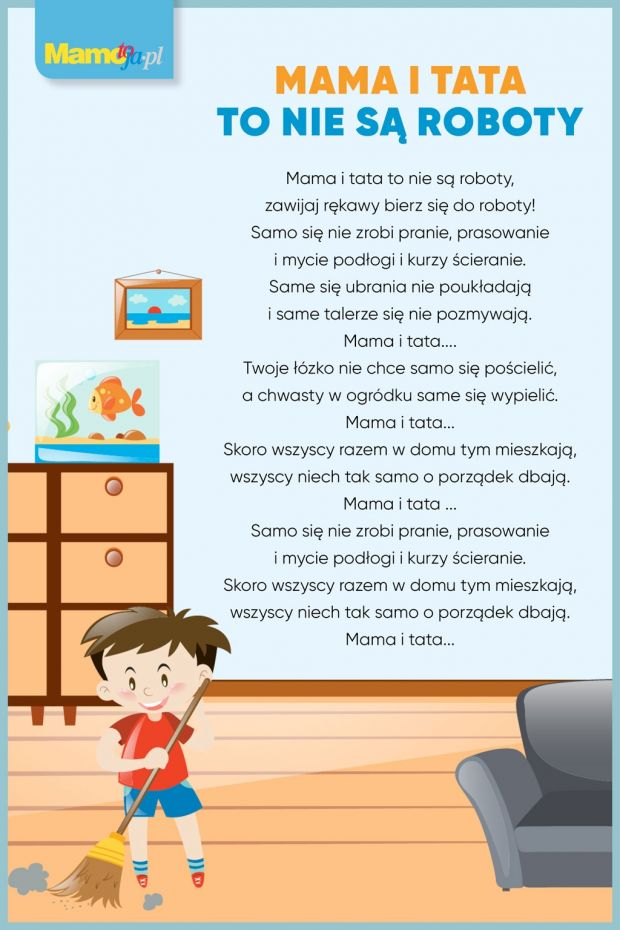 Mamotoja.pl
MAMA I TATA
TO NIE SĄ ROBOTY
Mama i tata to nie są roboty,
zawijaj rękawy bierz się do roboty!
Samo się nie zrobi pranie, prasowanie
i mycie podłogi i kurzy ścieranie.
Same się ubrania nie poukładają
i same talerze się nie pozmywają.
Mama i tata....
Twoje łózko nie chce samo się pościelić,
a chwasty w ogródku same się wypielić.
Mama i tata...
Skoro wszyscy razem w domu tym mieszkają,
wszyscy niech tak samo o porządek dbają.
Mama i tata ...
Samo się nie zrobi pranie, prasowanie
i mycie podłogi i kurzy ścieranie.
Skoro wszyscy razem w domu tym mieszkają,
wszyscy niech tak samo o porządek dbają.
Mama i tata...